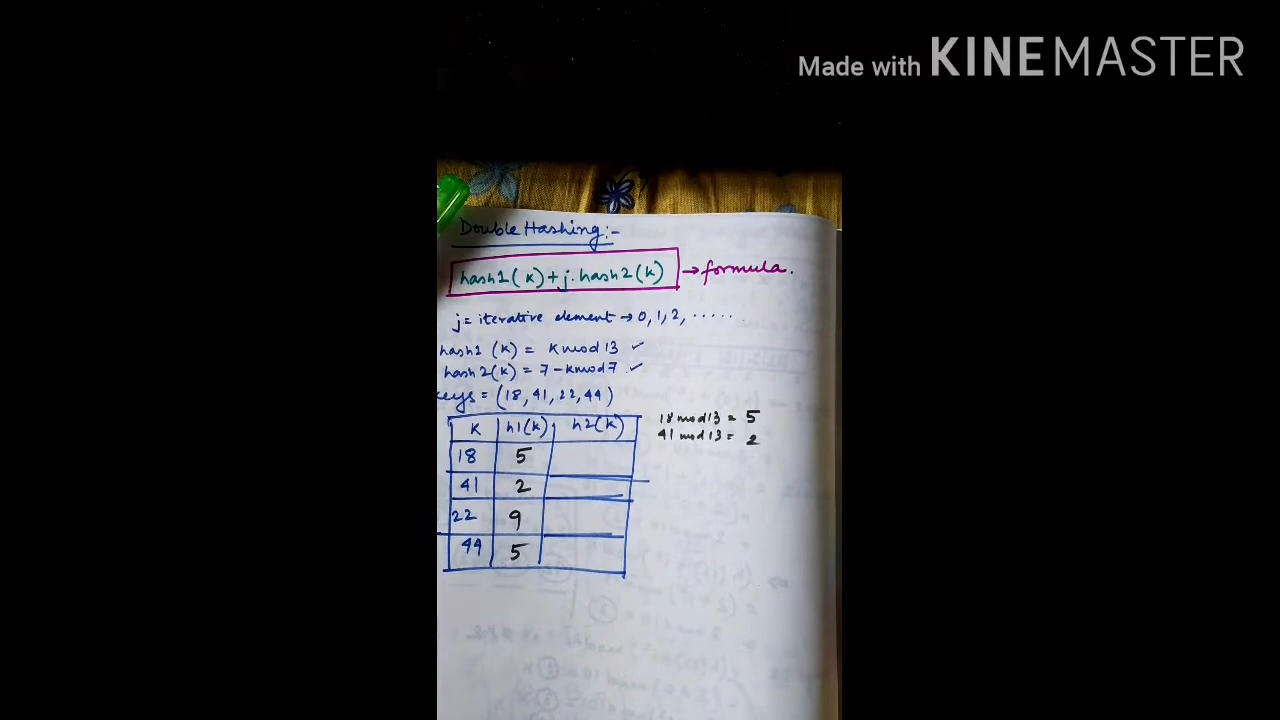 Made with KINEMASTER
Double Hashing:-
hash1(k)+j.hash2(k) → formula.
j= iterative element → 0, 1, 2, ......
hash1 (k) = k mod 13 ✓
hash2(k) = 7 - k mod 7 ✓
keys = (18, 41, 22, 44)
K h1(k) h2(k)
18 5
41 2
22 9
44 5
18 mod 13 = 5
41 mod 13 = 2